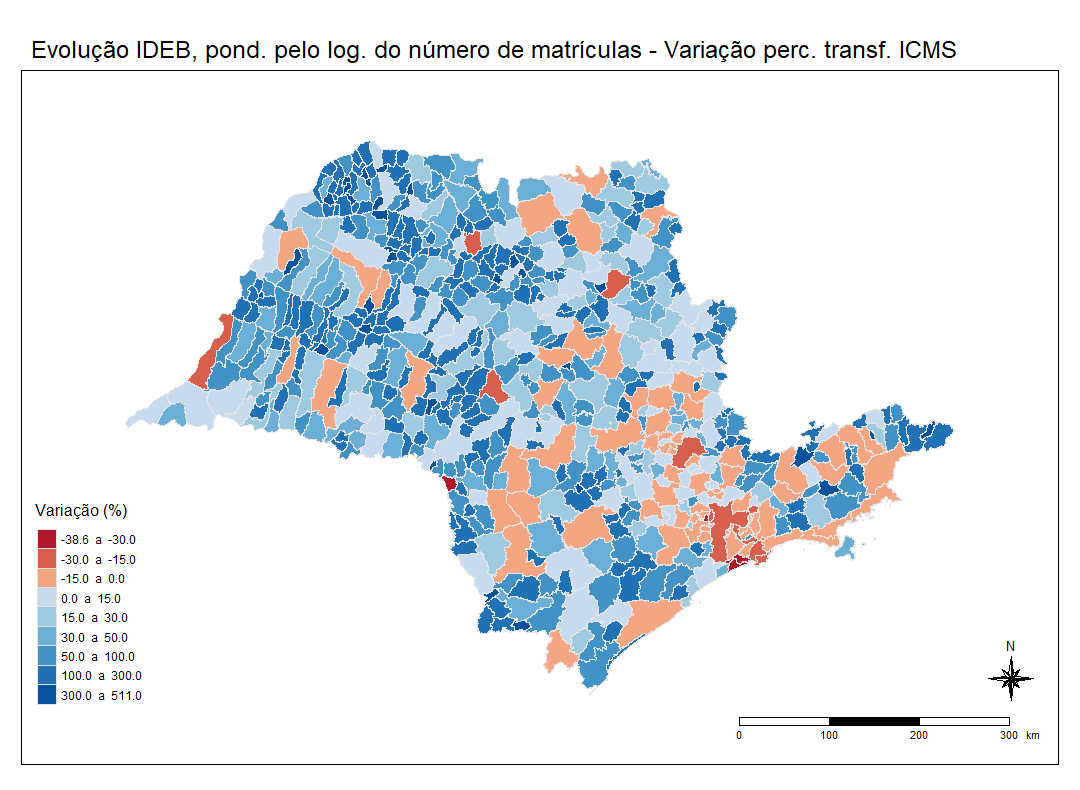 Evolução IDEB, pond. pelo log. do número de matrículas - Variação perc. transf. ICMS
Variação (%)
-38.6 a -30.0
-30.0 a -15.0
-15.0 a 0.0
0.0 a 15.0
15.0 a 30.0
30.0 a 50.0
50.0 a 100.0
100.0 a 300.0
300.0 a 511.0
N
0 100 200 300 km